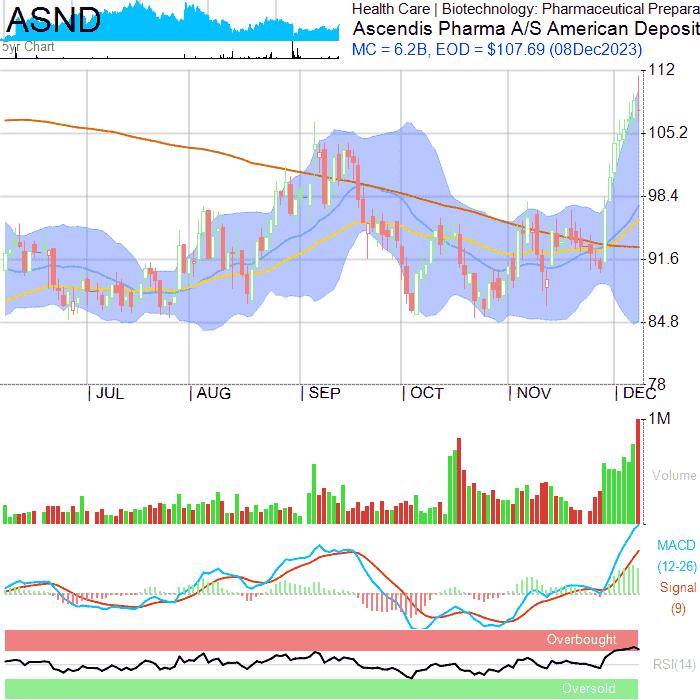 ASND
5yr Chart
Health Care | Biotechnology: Pharmaceutical Prepara
Ascendis Pharma A/S American Deposit
MC = 6.2B, EOD = $107.69 (08Dec2023)
112
105.2
98.4
91.6
84.8
78
JUL AUG SEP OCT NOV DEC
1M
Volume
MACD
(12-26)
Signal
(9)
Overbought
RSI(14)
Oversold